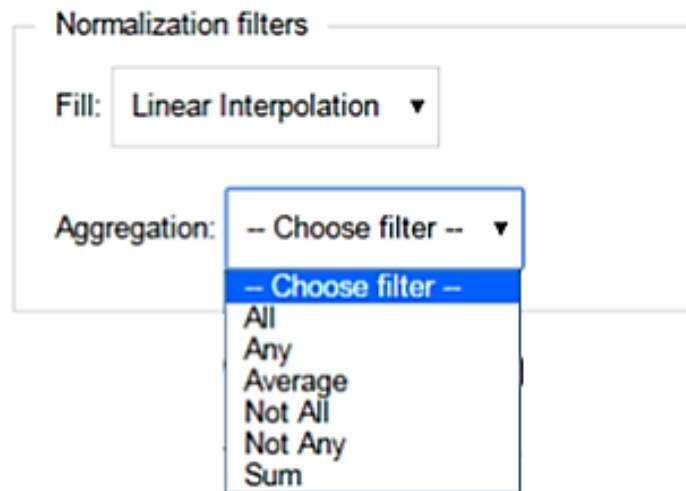 Normalization filters
Fill: Linear Interpolation ▼
Aggregation: -- Choose filter -- ▼
-- Choose filter --
All
Any
Average
Not All
Not Any
Sum